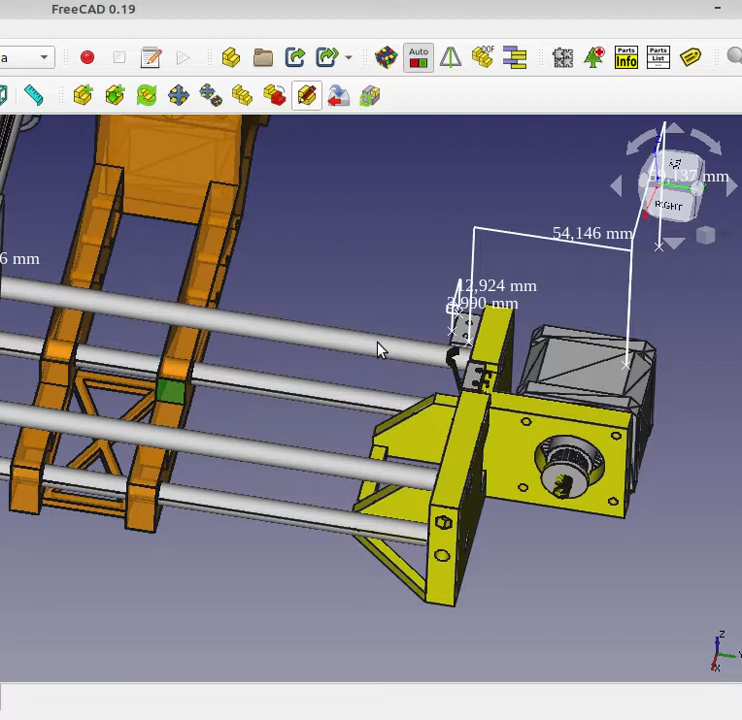 FreeCAD 0.19
a
Auto
Parts
Info
Parts
List
RIGHT
54,146 mm
6 mm
12,924 mm
3,990 mm
Z
Y
X